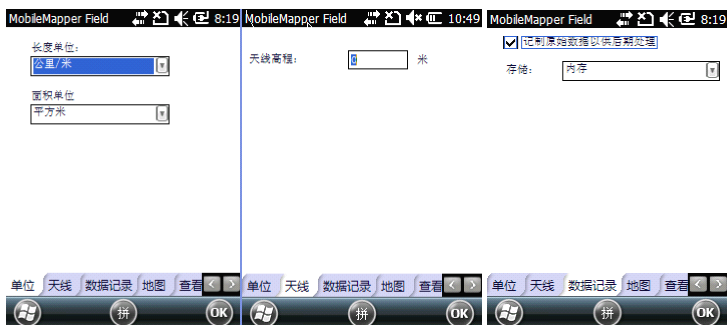 MobileMapper Field 8:19
长度单位:
公里/米
面积单位
平方米
单位 天线 数据记录 地图 查看
拼 OK
MobileMapper Field 10:49
天线高程: 0 米
单位 天线 数据记录 地图 查看
拼 OK
MobileMapper Field 8:19
记制原始数据以供后期处理
存储: 内存
单位 天线 数据记录 地图 查看
拼 OK